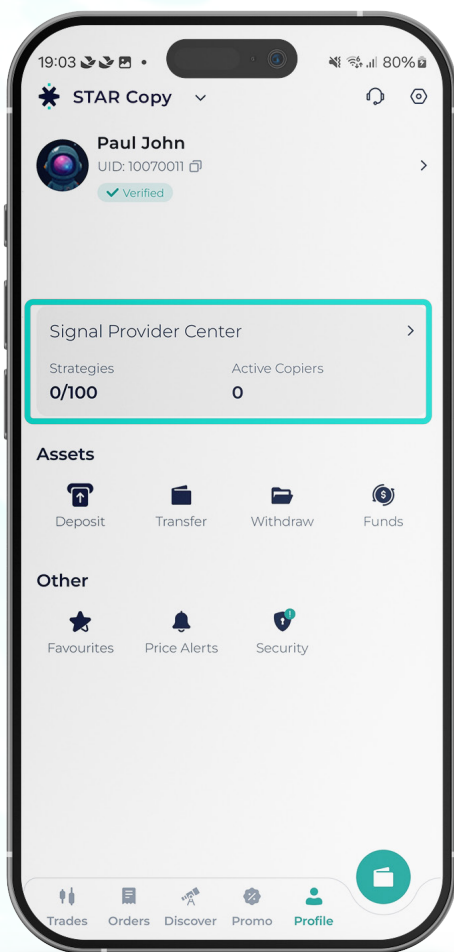 19:03 80%
STAR Copy
Paul John
UID: 10070011
Verified
Signal Provider Center
Strategies Active Copiers
0/100 0
Assets
Deposit Transfer Withdraw Funds
Other
Favourites Price Alerts Security
Trades Orders Discover Promo Profile